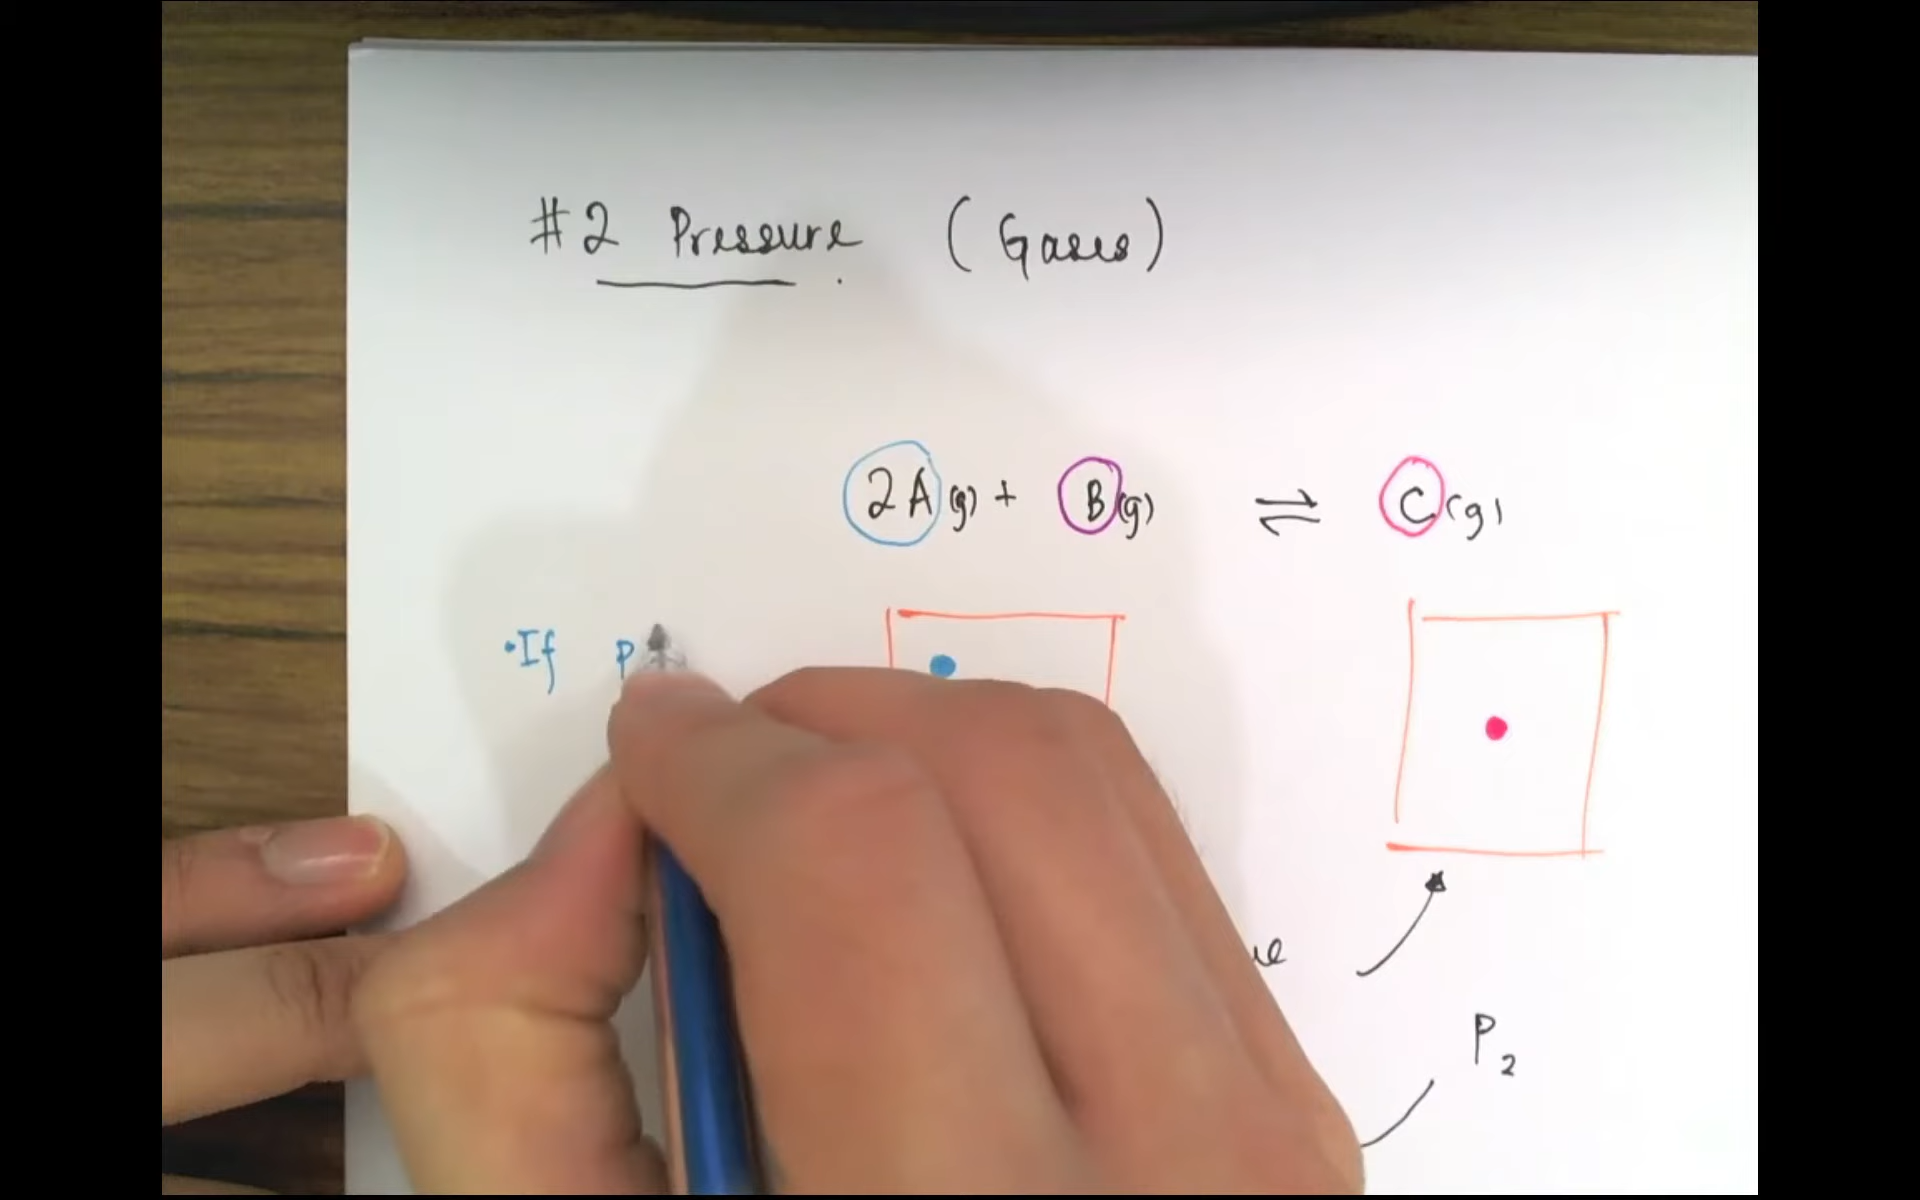 #2 Pressure (Gases)
2A(g) + B(g) ⇌ C(g)
•If P
P₂